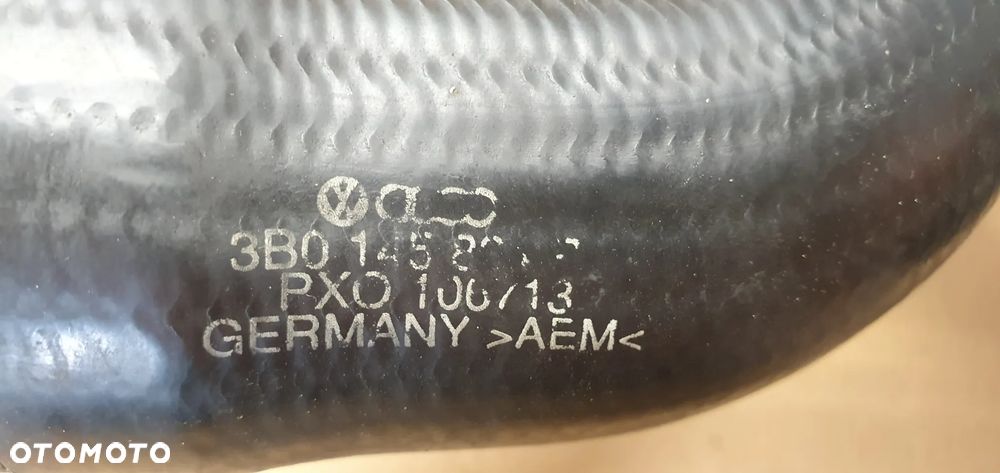 3B0 145
PXO
GERMANY >AEM<
OTOMOTO